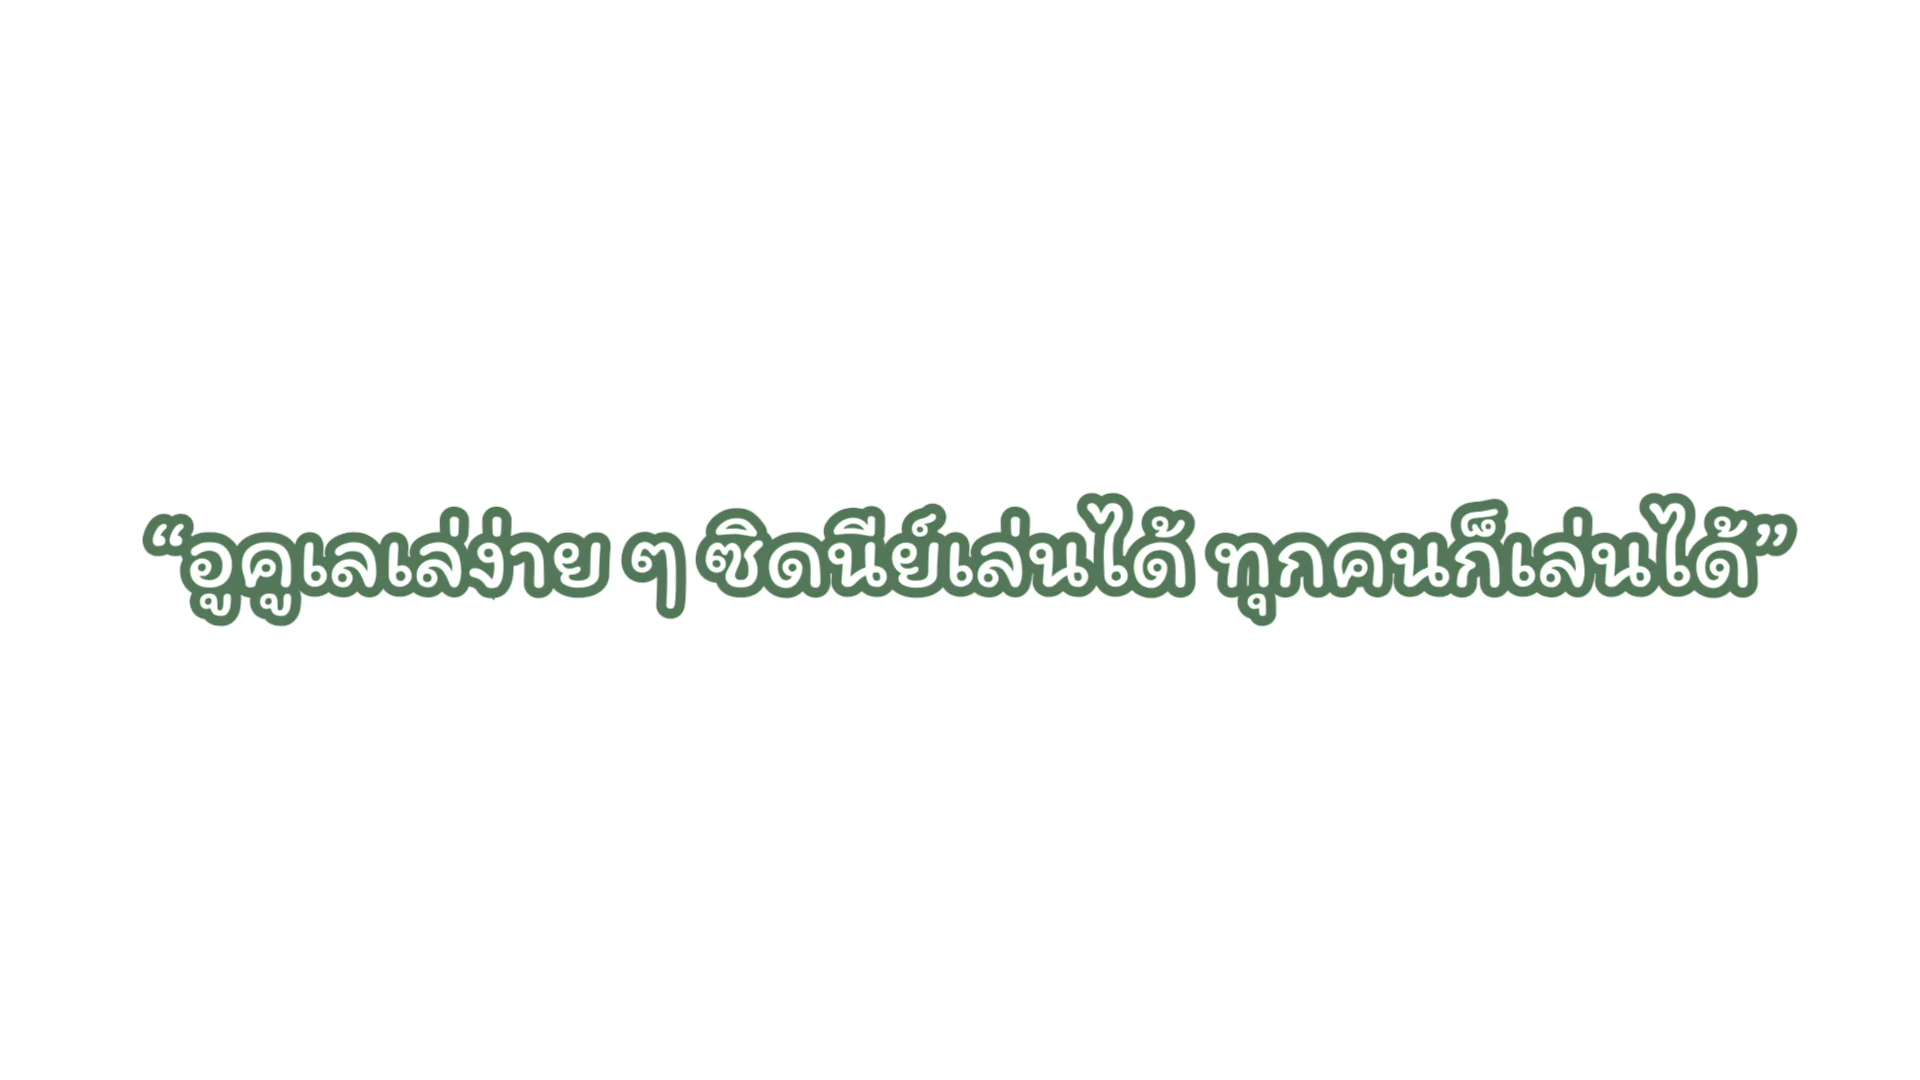 “อูคูเลเล่ง่าย ๆ ซิดนีย์เล่นได้ ทุกคนก็เล่นได้”